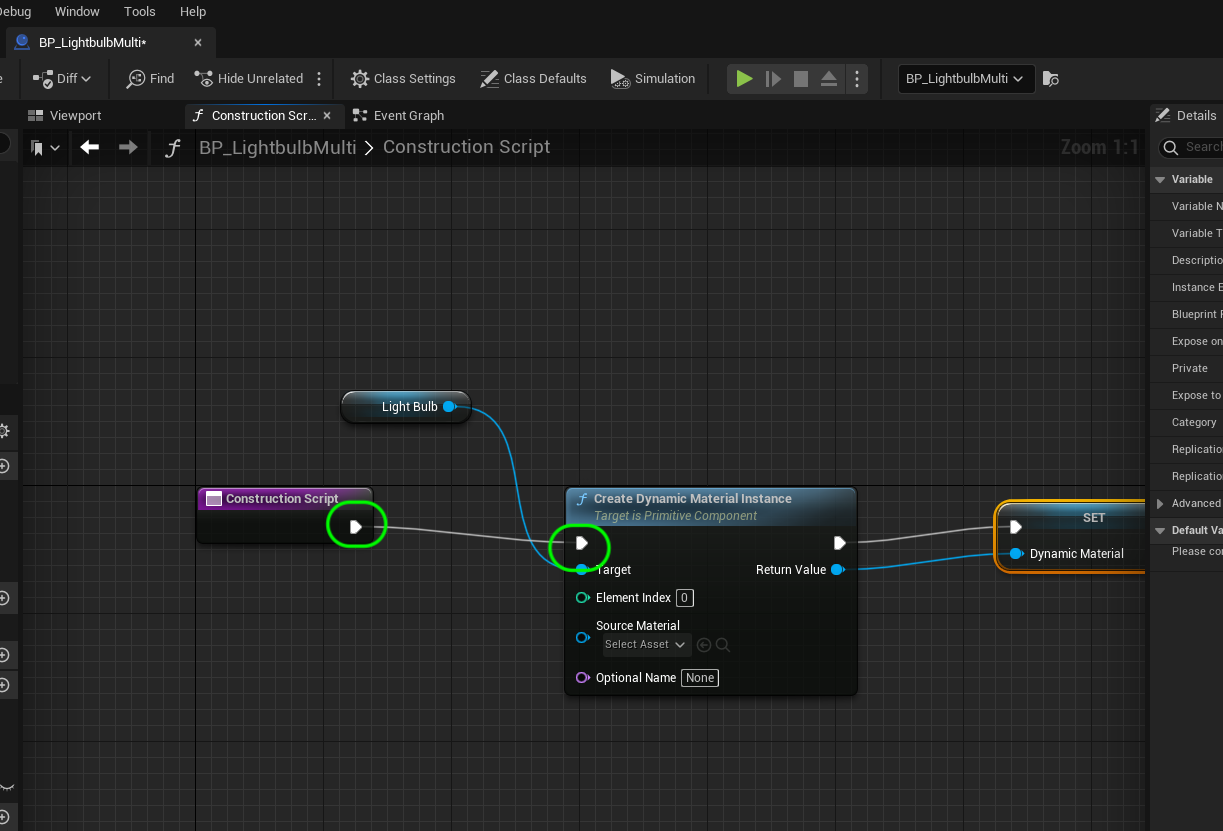 Debug Window Tools Help
BP_LightbulbMulti*
Diff Find Hide Unrelated Class Settings Class Defaults Simulation BP_LightbulbMulti
Viewport Construction Scr... Event Graph Details
BP_LightbulbMulti > Construction Script Zoom 1:1 Search
Variable
Variable N
Variable T
Descriptio
Instance E
Blueprint F
Expose on
Private
Expose to
Category
Replication
Replication
Advanced
Default Va
Please co
Light Bulb
Construction Script
Create Dynamic Material Instance
Target is Primitive Component
Target Return Value
Element Index 0
Source Material
Select Asset
Optional Name None
SET
Dynamic Material